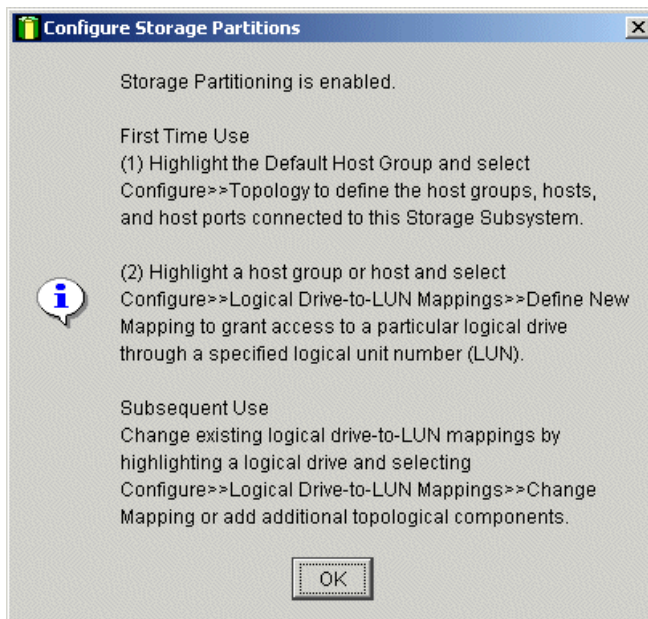 Configure Storage Partitions
Storage Partitioning is enabled.
First Time Use
(1) Highlight the Default Host Group and select
Configure>>Topology to define the host groups, hosts,
and host ports connected to this Storage Subsystem.
(2) Highlight a host group or host and select
Configure>>Logical Drive-to-LUN Mappings>>Define New
Mapping to grant access to a particular logical drive
through a specified logical unit number (LUN).
Subsequent Use
Change existing logical drive-to-LUN mappings by
highlighting a logical drive and selecting
Configure>>Logical Drive-to-LUN Mappings>>Change
Mapping or add additional topological components.
OK